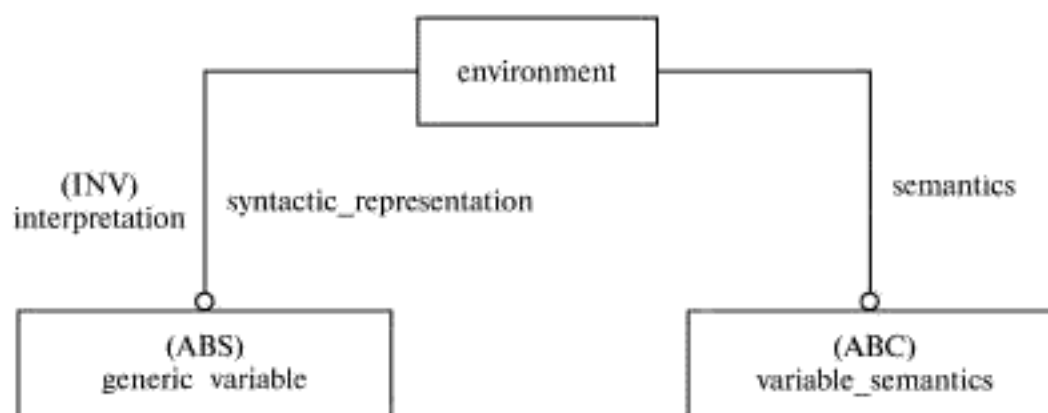 environment
(INV)
interpretation
syntactic_representation
semantics
(ABS)
generic variable
(ABC)
variable_semantics